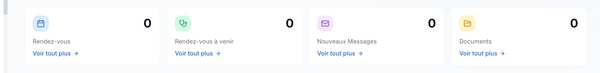 0
Rendez-vous
Voir tout plus →
0
Rendez-vous à venir
Voir tout plus →
0
Nouveaux Messages
Voir tout plus →
0
Documents
Voir tout plus →